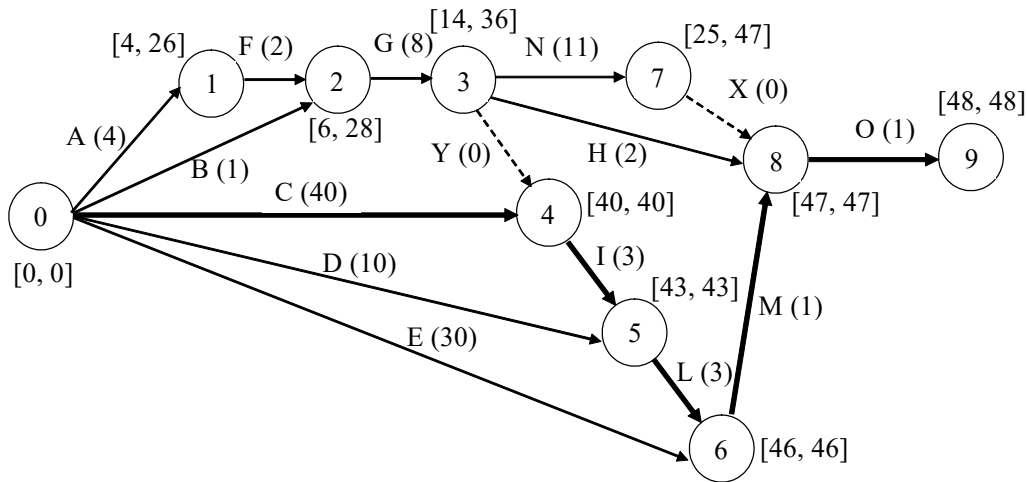 [14, 36]
[4, 26]
F (2)
G (8)
N (11)
[25, 47]
1
2
3
7
X (0)
[48, 48]
A (4)
[6, 28]
B (1)
Y (0)
H (2)
8
O (1)
9
C (40)
0
4
[40, 40]
[47, 47]
[0, 0]
D (10)
I (3)
[43, 43]
M (1)
E (30)
5
L (3)
6
[46, 46]